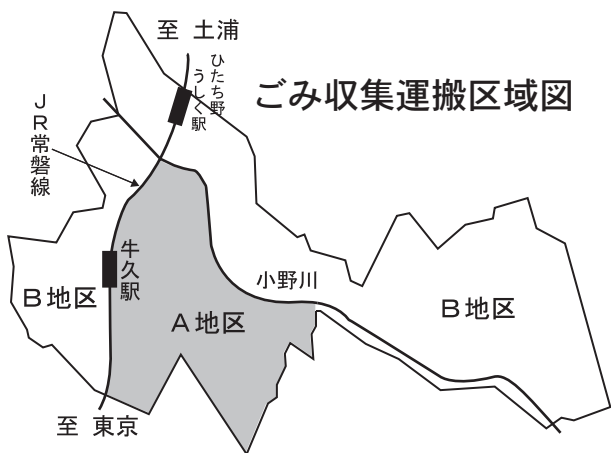 至 土浦
ひたち野
うしく駅
ごみ収集運搬区域図
JR常磐線
牛久駅
小野川
B地区
A地区
B地区
至 東京